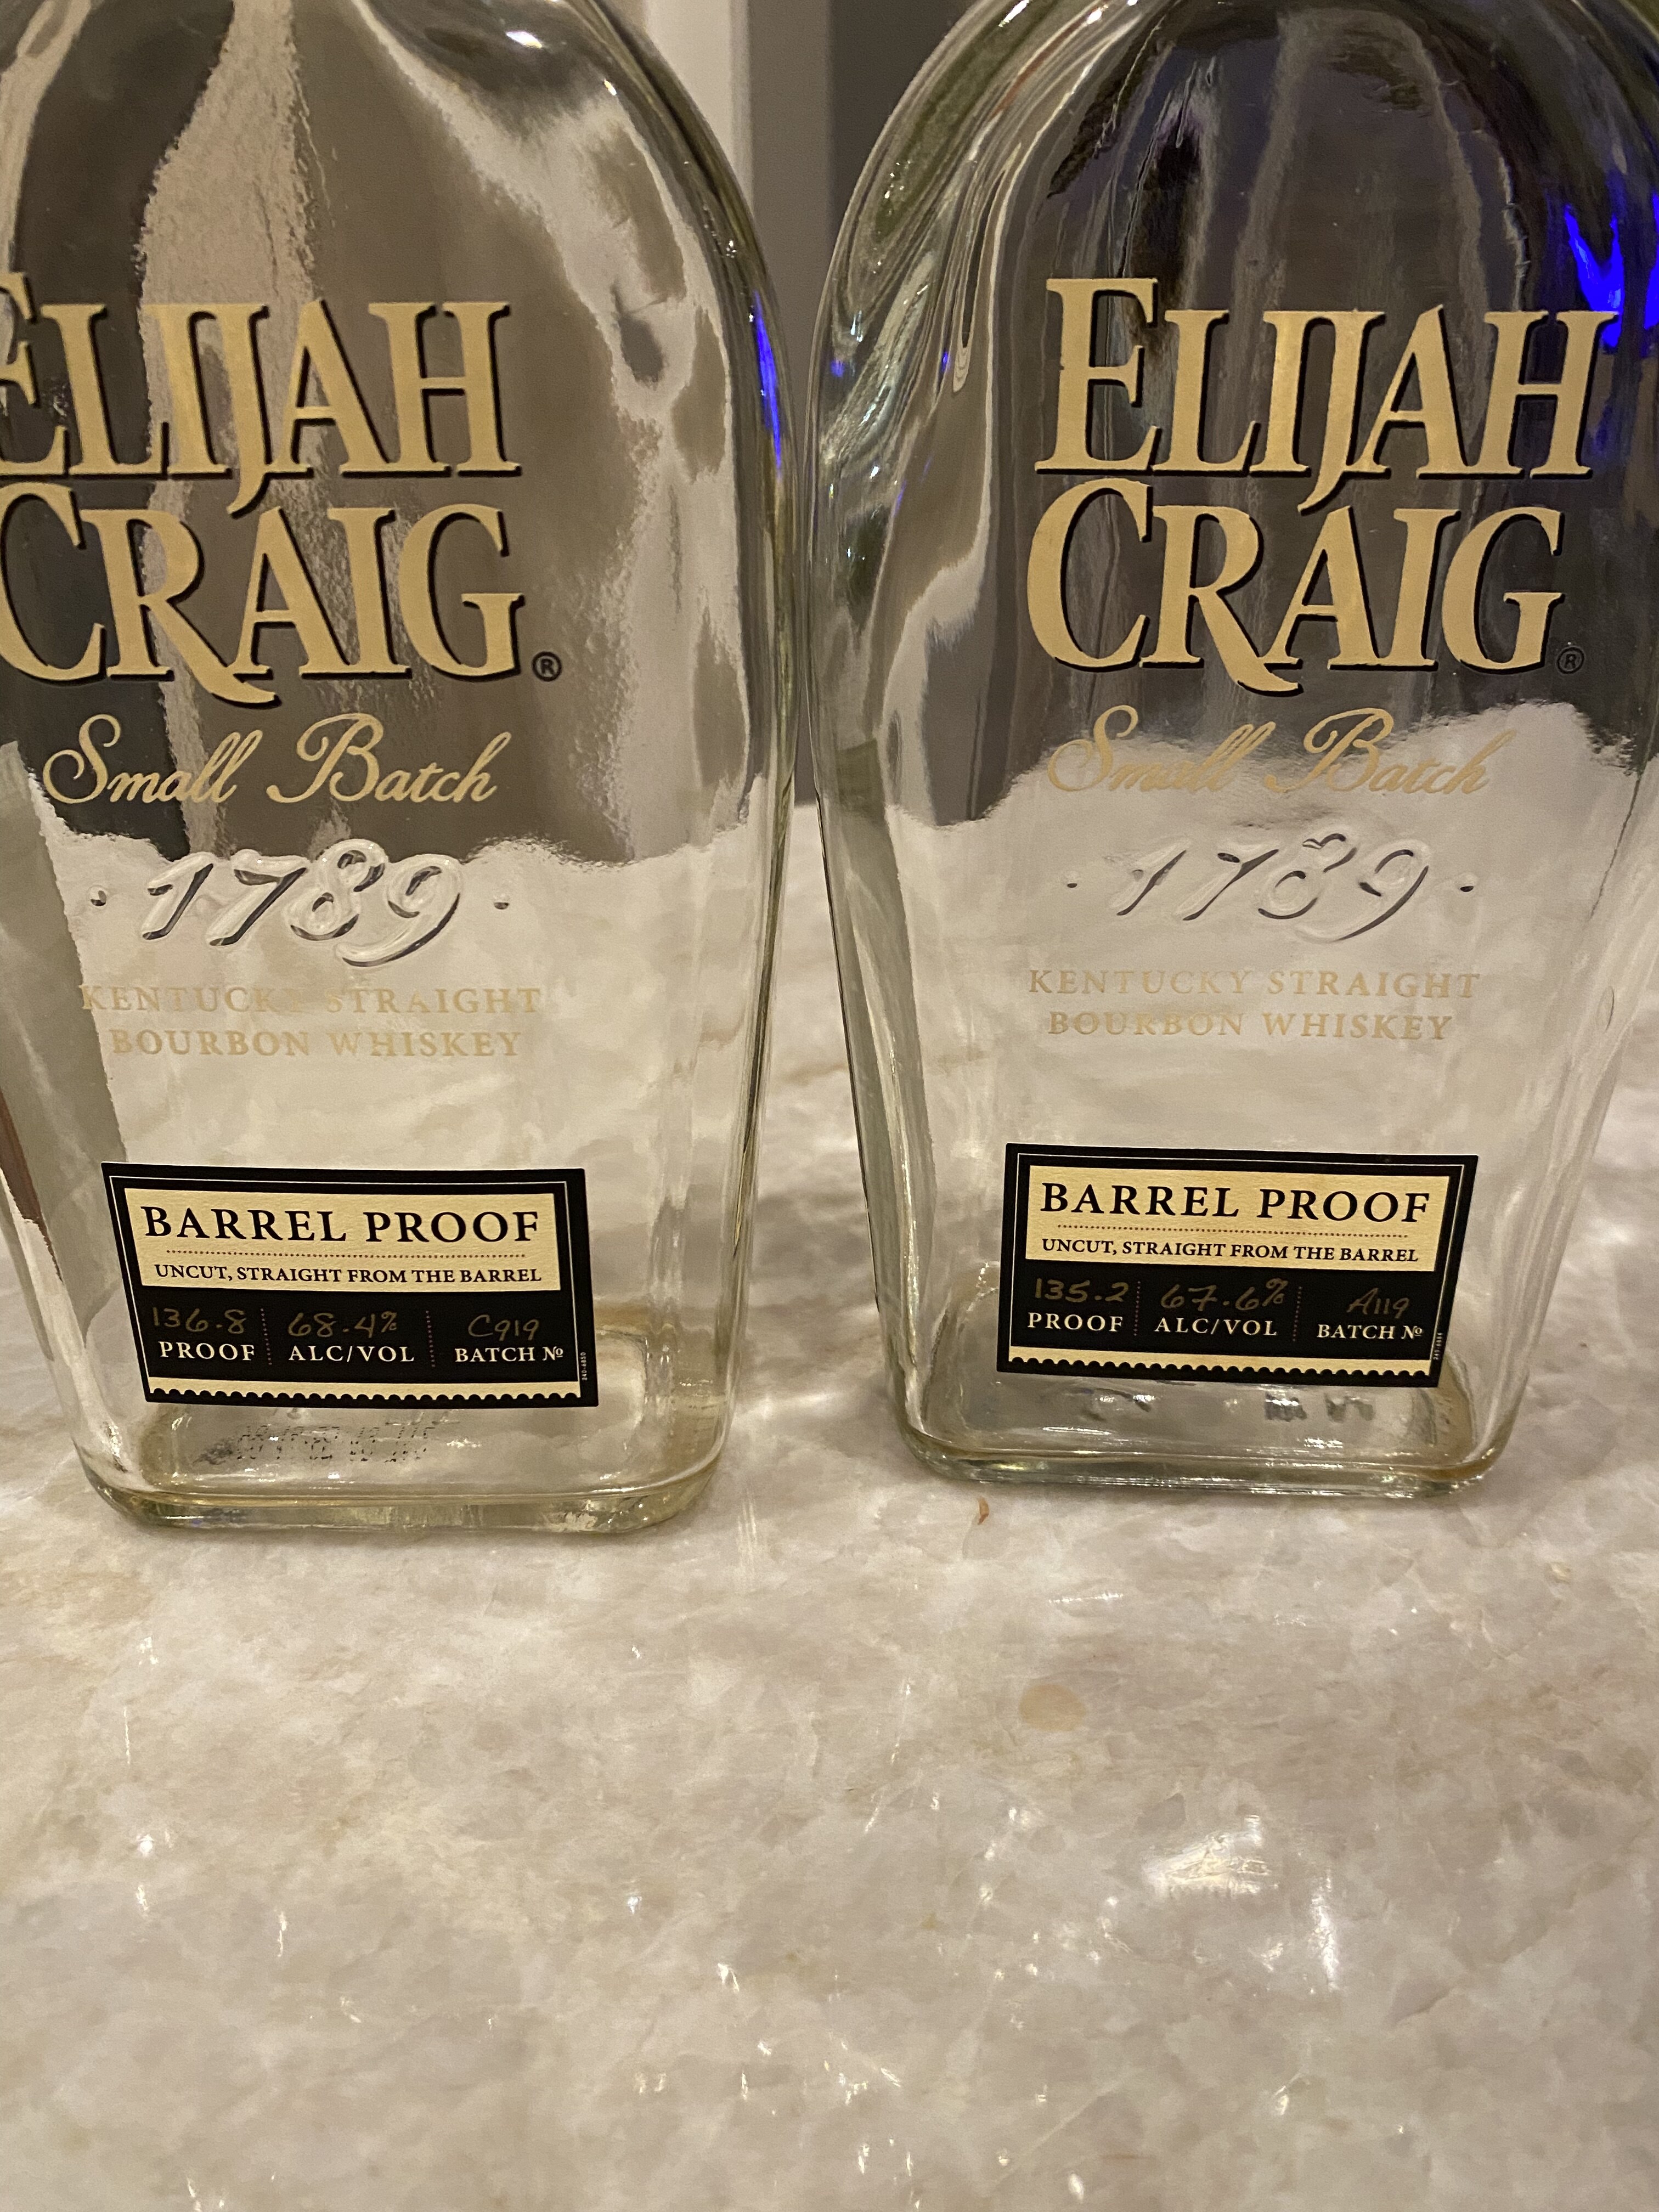 ELIJAH
CRAIG®
Small Batch
·1789·
KENTUCKY STRAIGHT
BOURBON WHISKEY
BARREL PROOF
UNCUT, STRAIGHT FROM THE BARREL
136.8 68.4% C919
PROOF ALC/VOL BATCH №
ELIJAH
CRAIG®
Small Batch
·1789·
KENTUCKY STRAIGHT
BOURBON WHISKEY
BARREL PROOF
UNCUT, STRAIGHT FROM THE BARREL
135.2 67.6% A119
PROOF ALC/VOL BATCH №